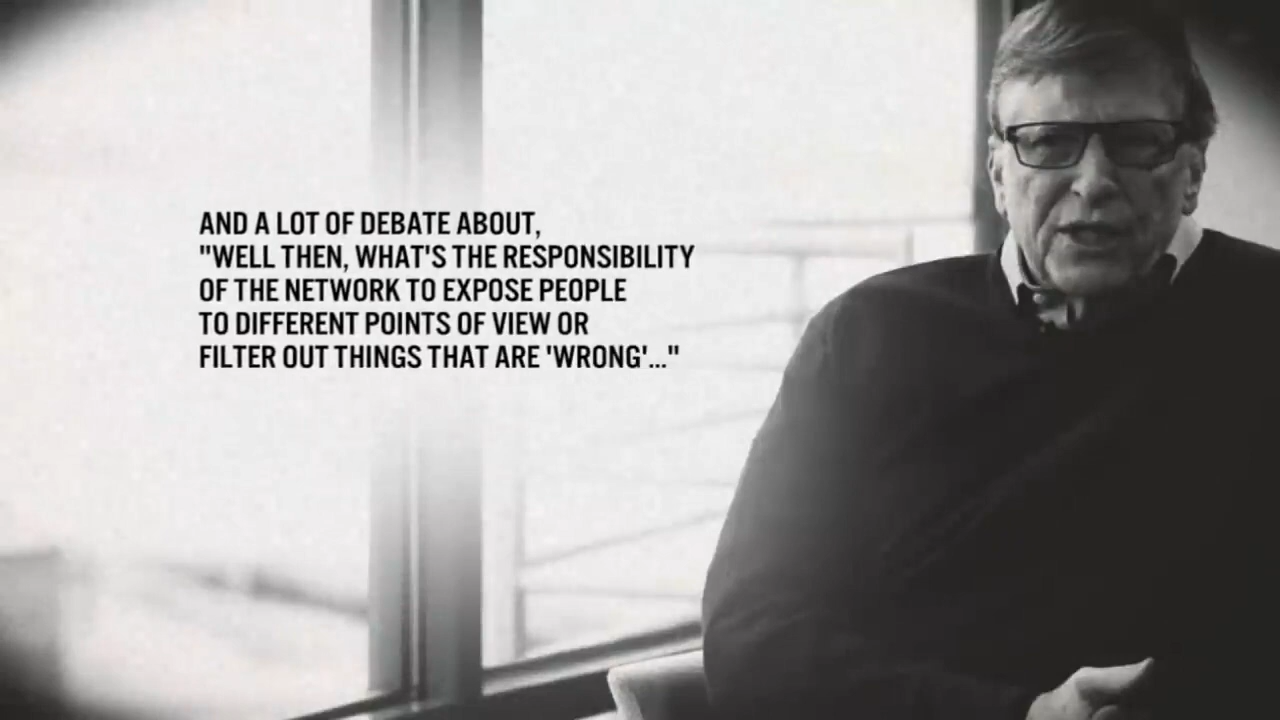 AND A LOT OF DEBATE ABOUT,
"WELL THEN, WHAT'S THE RESPONSIBILITY
OF THE NETWORK TO EXPOSE PEOPLE
TO DIFFERENT POINTS OF VIEW OR
FILTER OUT THINGS THAT ARE 'WRONG'..."